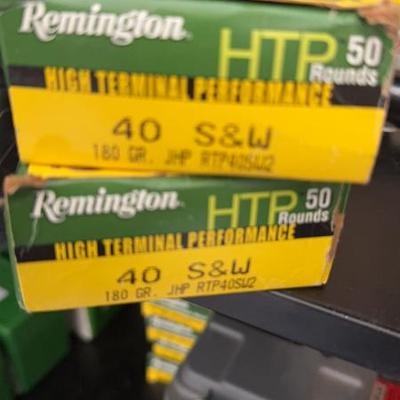 Remington HTP 50
Rounds
HIGH TERMINAL PERFORMANCE
40 S&W
180 GR. JHP RTP40SW2
Remington HTP 50
Rounds
HIGH TERMINAL PERFORMANCE
40 S&W
180 GR. JHP RTP40SW2